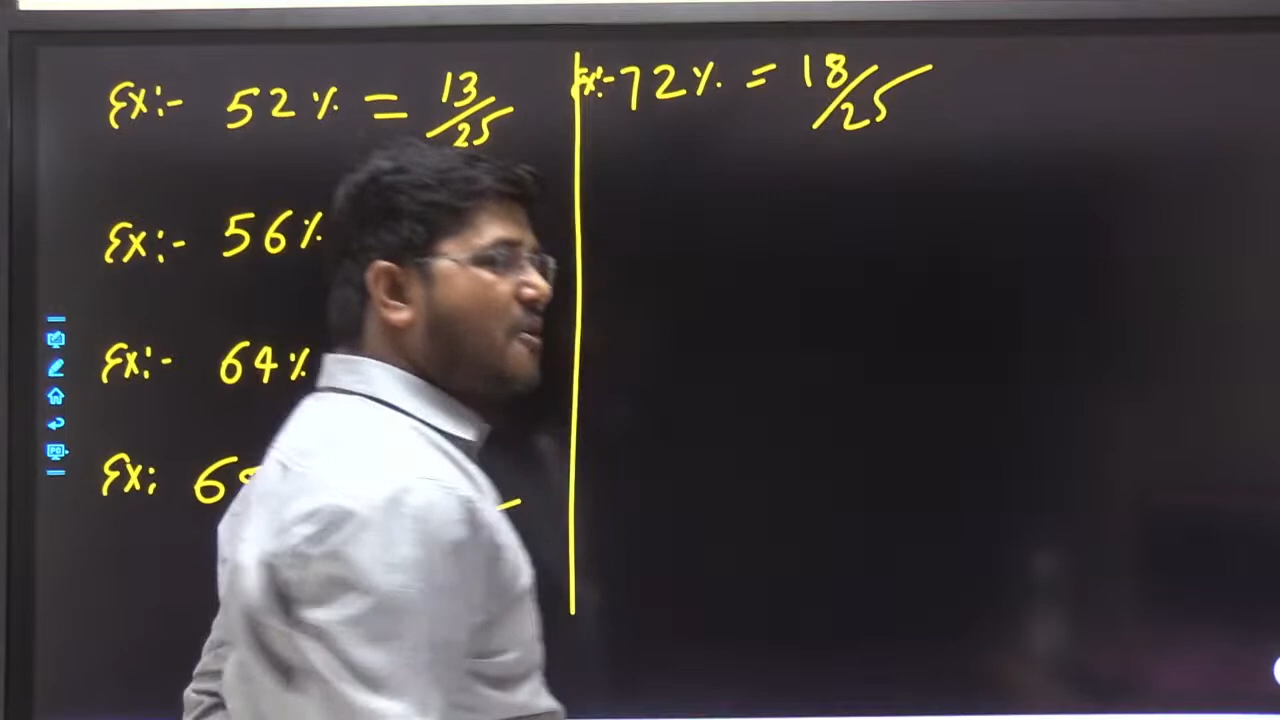 Ex:- 52% = 13/25
Ex:- 56%
Ex:- 64%
Ex:
Ex:- 72% = 18/25